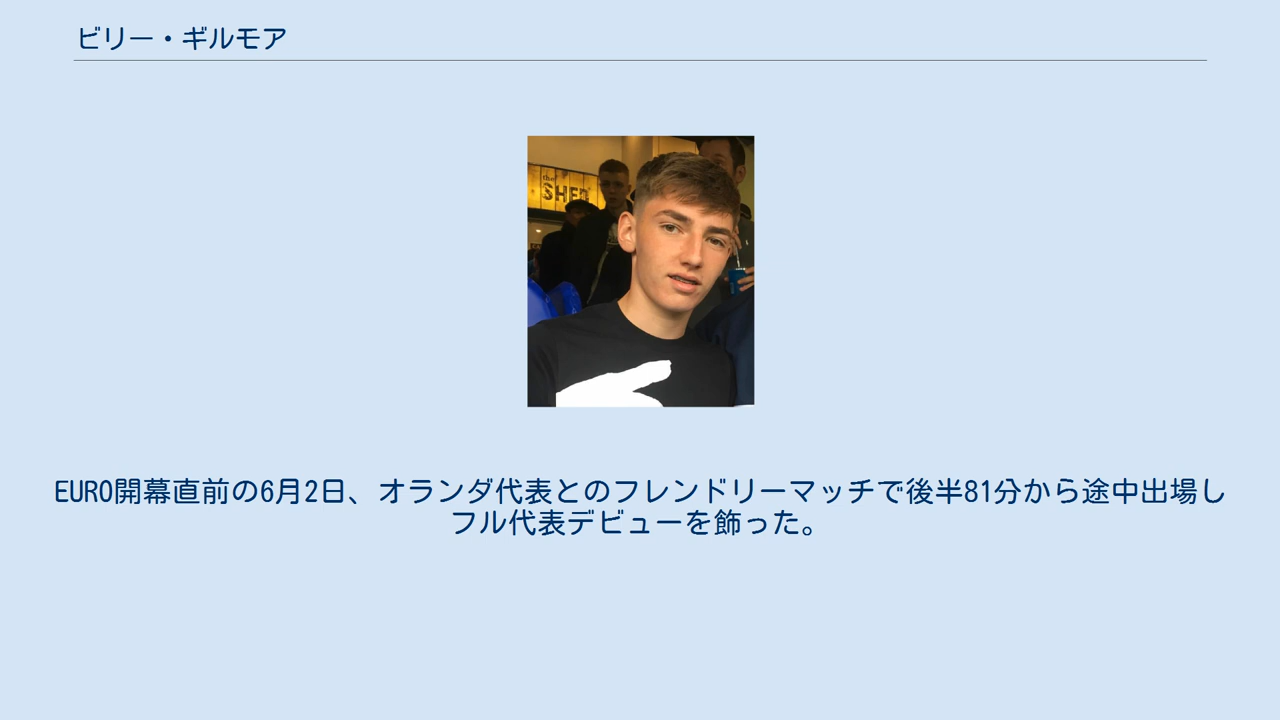 ビリー・ギルモア
the
SHED
EURO開幕直前の6月2日、オランダ代表とのフレンドリーマッチで後半81分から途中出場し
フル代表デビューを飾った。